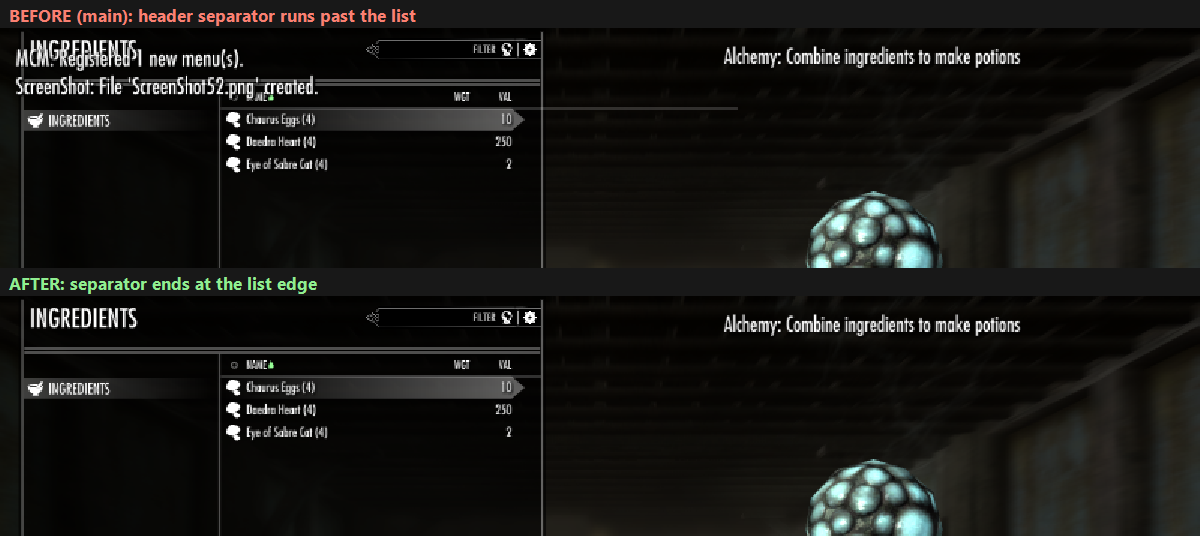 BEFORE (main): header separator runs past the list
INGREDIENTS
MCM: Registered 1 new menu(s).
ScreenShot: File 'ScreenShot52.png' created.
FILTER
Alchemy: Combine ingredients to make potions
NAME WGT VAL
INGREDIENTS
Chaurus Eggs (4) 10
Daedra Heart (4) 250
Eye of Sabre Cat (4) 2
AFTER: separator ends at the list edge
INGREDIENTS
FILTER
Alchemy: Combine ingredients to make potions
NAME WGT VAL
INGREDIENTS
Chaurus Eggs (4) 10
Daedra Heart (4) 250
Eye of Sabre Cat (4) 2